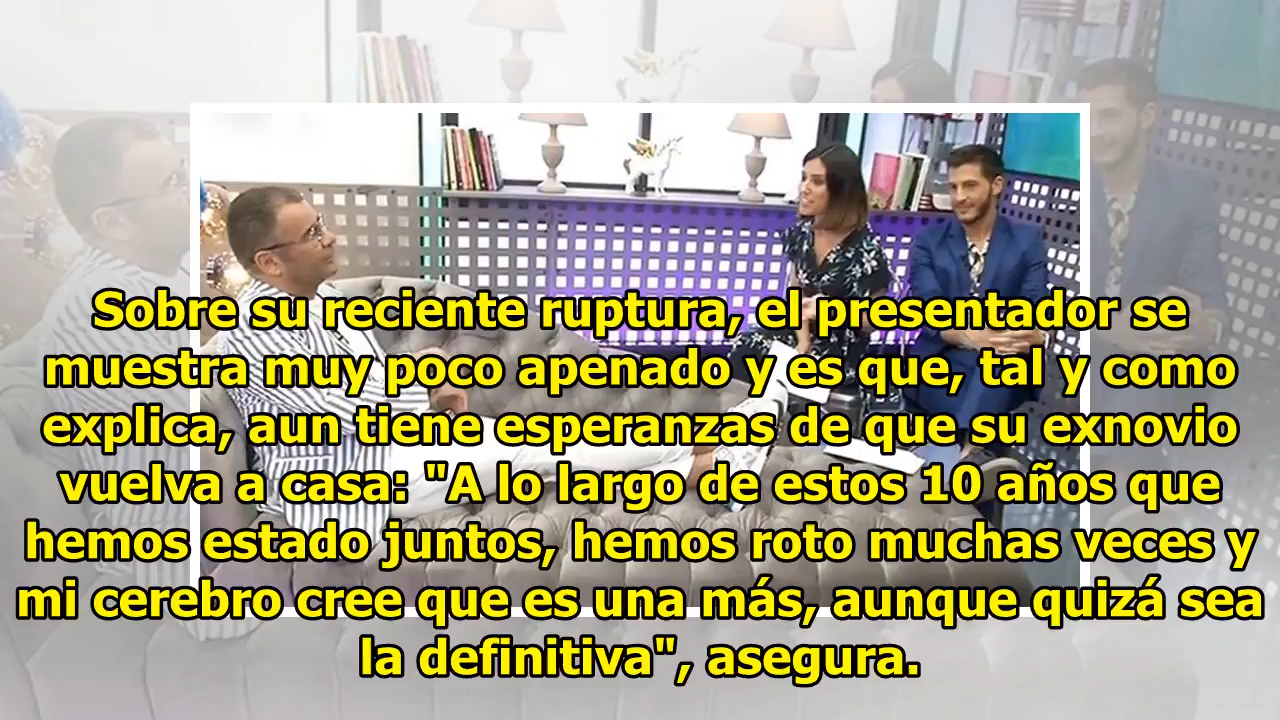 Sobre su reciente ruptura, el presentador se
muestra muy poco apenado y es que, tal y como
explica, aun tiene esperanzas de que su exnovio
vuelva a casa: "A lo largo de estos 10 años que
hemos estado juntos, hemos roto muchas veces y
mi cerebro cree que es una más, aunque quizá sea
la definitiva", asegura.